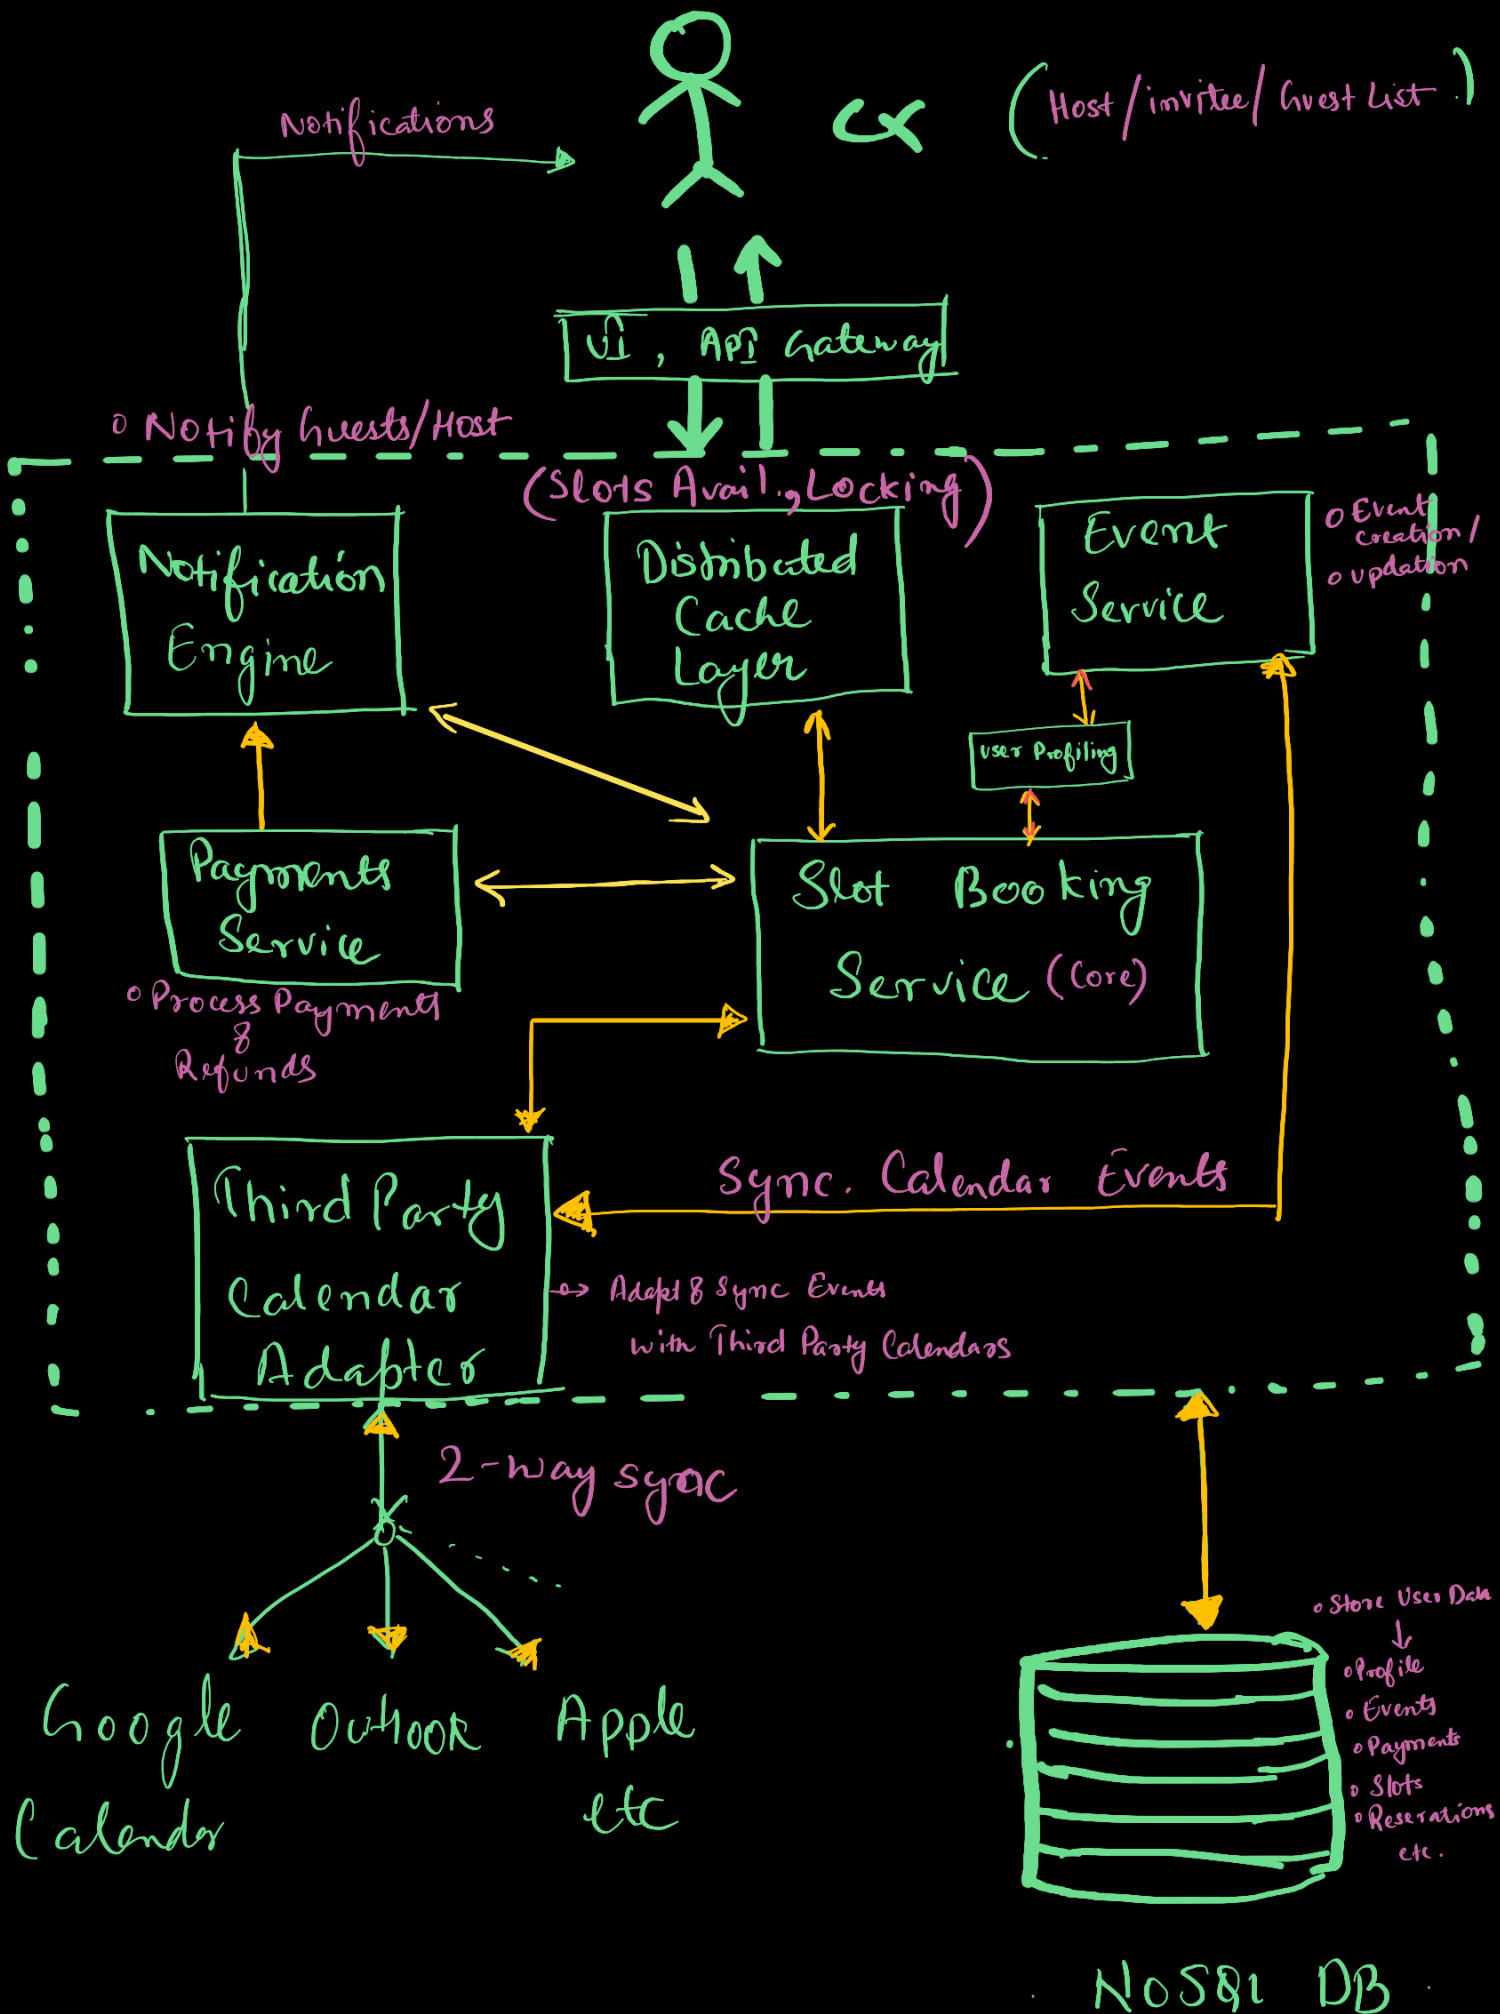 Notifications
Cx
(Host/invitee/Guest List.)
UI, API Gateway
o Notify Guests/Host
(Slots Avail., Locking)
Notification
Engine
Distributed
Cache
Layer
Event
Service
o Event
creation/
o updation
User Profiling
Payments
Service
o Process Payments
&
Refunds
Slot Booking
Service (Core)
Third Party
Calendar
Adapter
Sync. Calendar Events
Adapt & Sync Events
with Third Party Calendars
2-way sync
Google
Calender
Outlook
Apple
etc
o Store User Data
o Profile
o Events
o Payments
o Slots
o Reserations
etc.
NoSQL DB